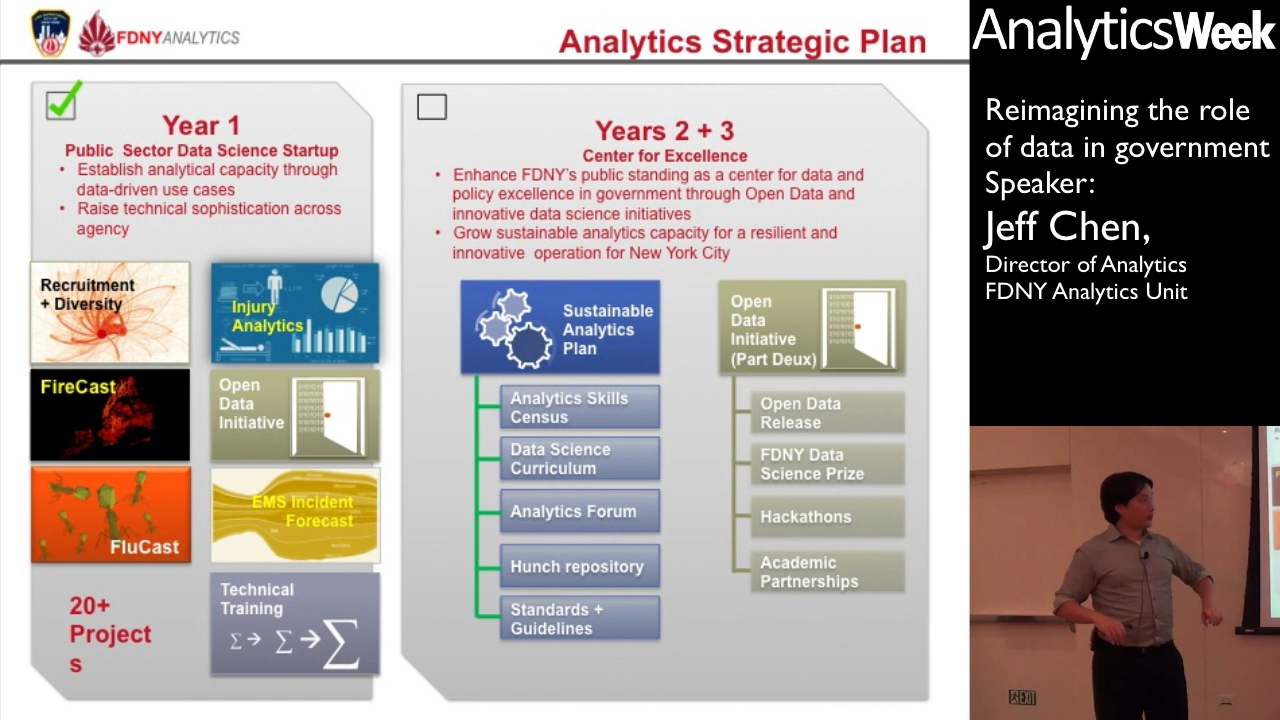 FDNYANALYTICS
Analytics Strategic Plan
Year 1
Public Sector Data Science Startup
• Establish analytical capacity through
data-driven use cases
• Raise technical sophistication across
agency
Recruitment
+ Diversity
Injury
Analytics
FireCast
Open
Data
Initiative
FluCast
EMS Incident
Forecast
20+
Project
s
Technical
Training
Σ → Σ → Σ
Years 2 + 3
Center for Excellence
• Enhance FDNY's public standing as a center for data and
policy excellence in government through Open Data and
innovative data science initiatives
• Grow sustainable analytics capacity for a resilient and
innovative operation for New York City
Sustainable
Analytics
Plan
Analytics Skills
Census
Data Science
Curriculum
Analytics Forum
Hunch repository
Standards +
Guidelines
Open
Data
Initiative
(Part Deux)
Open Data
Release
FDNY Data
Science Prize
Hackathons
Academic
Partnerships
AnalyticsWeek
Reimagining the role
of data in government
Speaker:
Jeff Chen,
Director of Analytics
FDNY Analytics Unit
EXIT